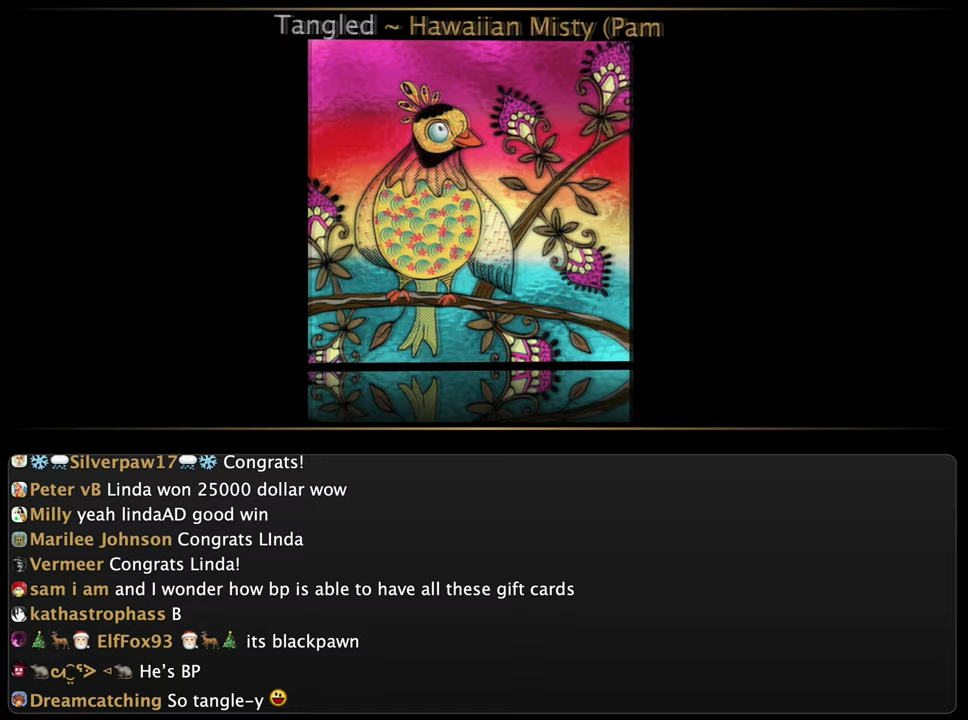 Tangled ~ Hawaiian Misty (Pam
❄️🌨️Silverpaw17🌨️❄️ Congrats!
Peter vB Linda won 25000 dollar wow
Milly yeah lindaAD good win
Marilee Johnson Congrats LInda
Vermeer Congrats Linda!
sam i am and I wonder how bp is able to have all these gift cards
kathastrophass B
🎄🦌🎅🏻 ElfFox93 🎅🏻🦌🎄 its blackpawn
He’s BP
Dreamcatching So tangle-y 😃